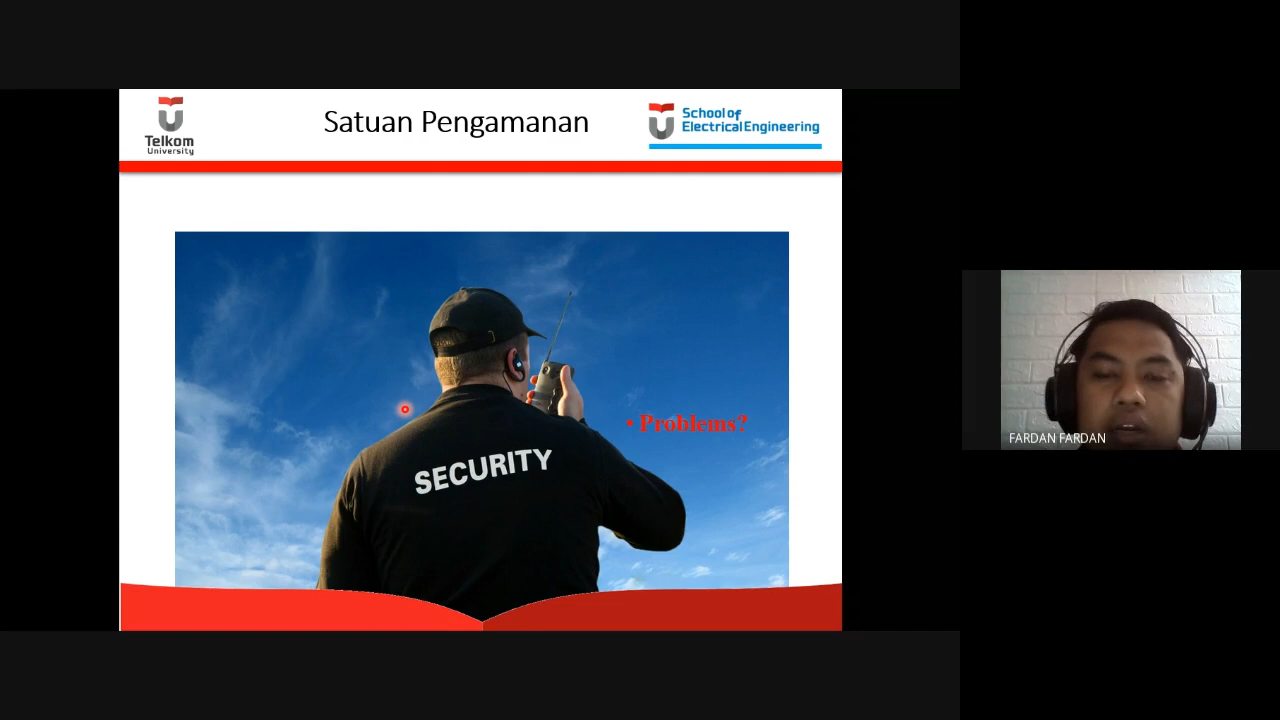 Telkom
University
Satuan Pengamanan
School of
Electrical Engineering
SECURITY
• Problems?
FARDAN FARDAN